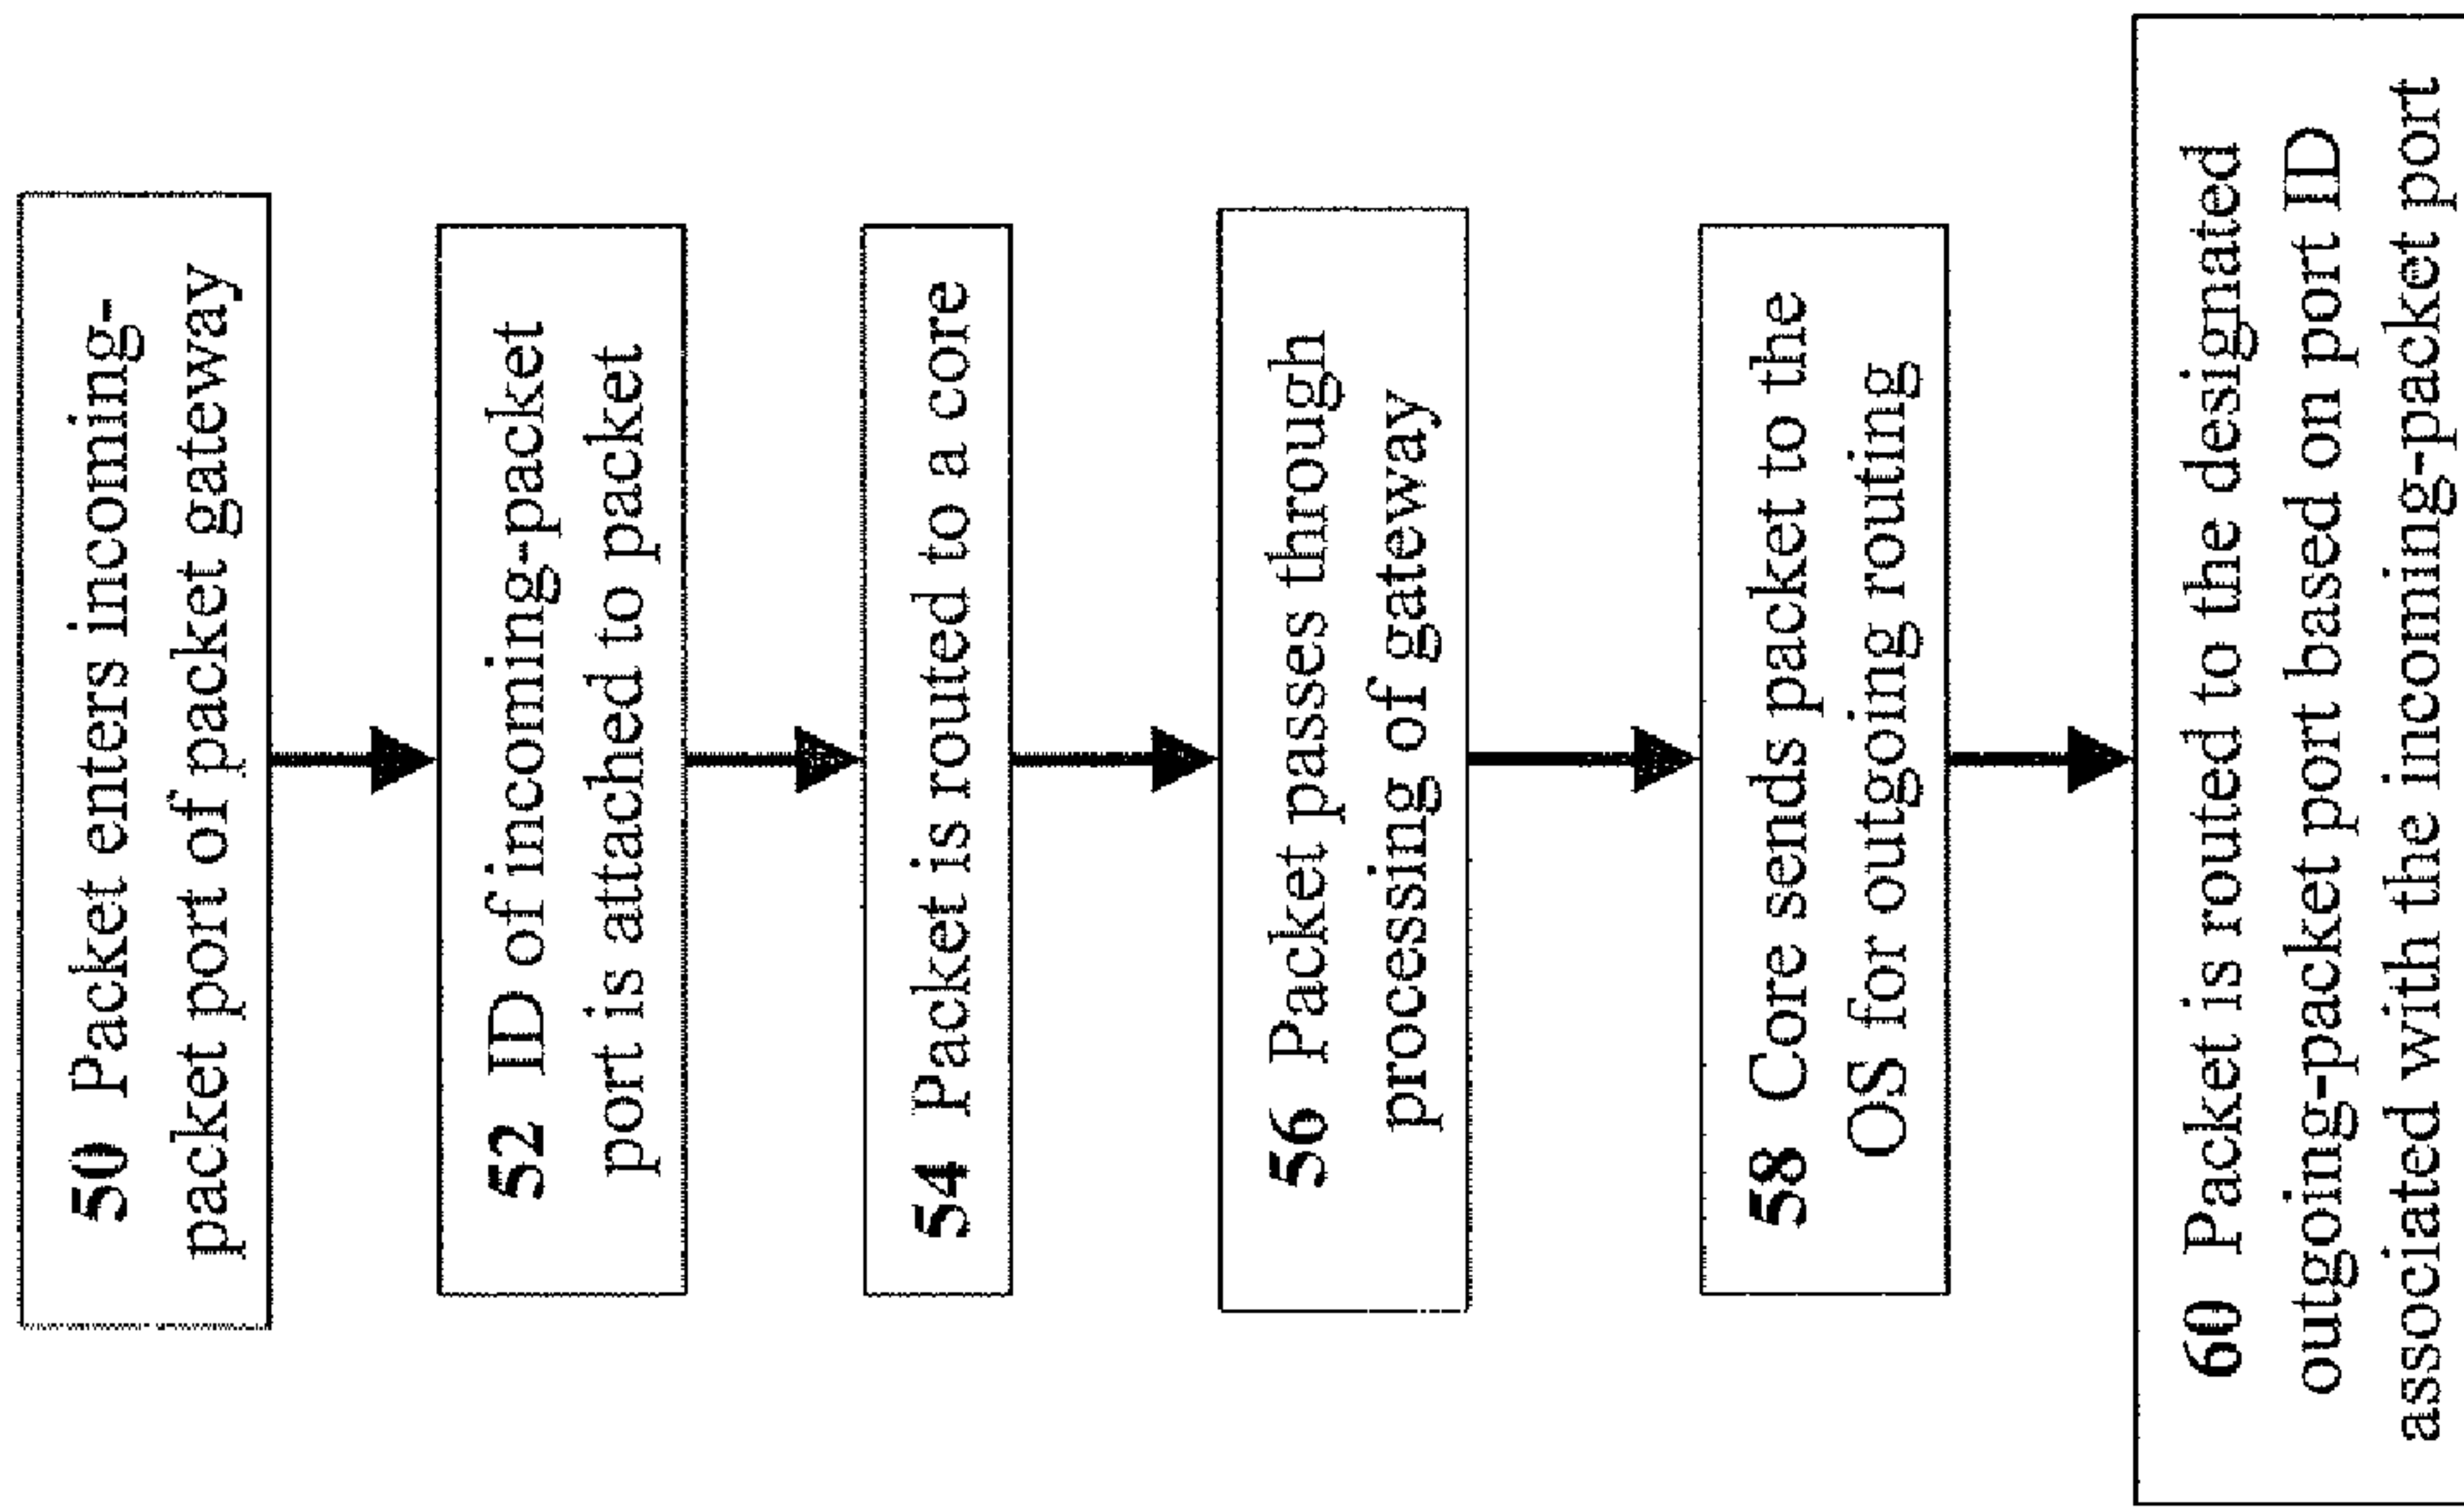 50 Packet enters incoming-
packet port of packet gateway
52 ID of incoming-packet
port is attached to packet
54 Packet is routed to a core
56 Packet passes through
processing of gateway
58 Core sends packet to the
OS for outgoing routing
60 Packet is routed to the designated
outgoing-packet port based on port ID
associated with the incoming-packet port